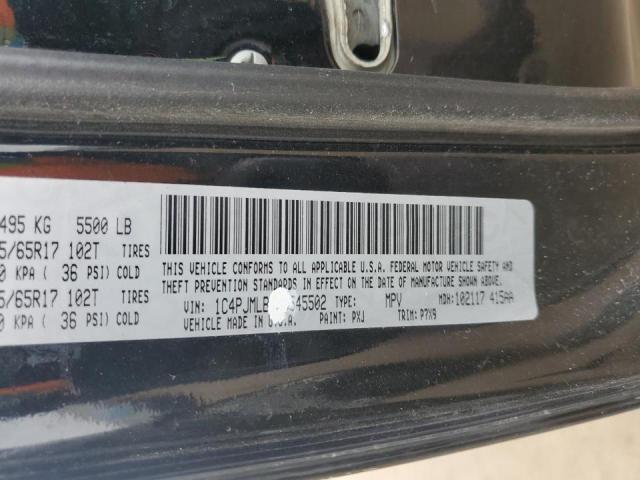 495 KG 5500 LB
5/65R17 102T TIRES
0 KPA ( 36 PSI) COLD
5/65R17 102T TIRES
0 KPA ( 36 PSI) COLD
THIS VEHICLE CONFORMS TO ALL APPLICABLE U.S.A. FEDERAL MOTOR VEHICLE SAFETY AND
THEFT PREVENTION STANDARDS IN EFFECT ON THE DATE OF MANUFACTURE SHOWN ABOVE.
VIN: 1C4PJMLB 45502 TYPE: MPV MDH: 102117 415AA
VEHICLE MADE IN U.S.A. PAINT: PXJ TRIM: P7X9